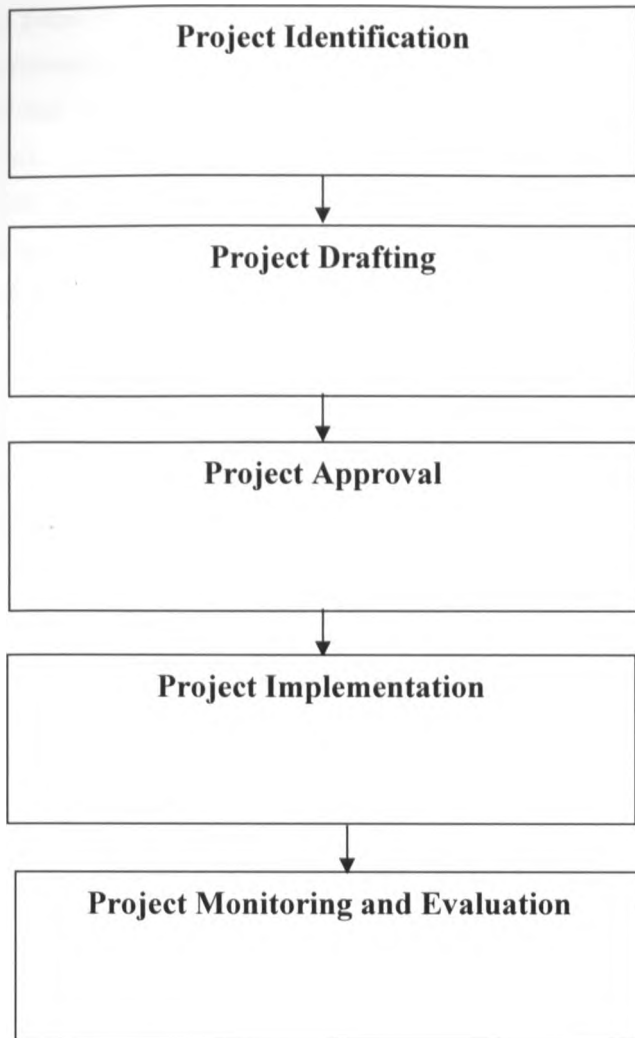 Project Identification
Project Drafting
Project Approval
Project Implementation
Project Monitoring and Evaluation